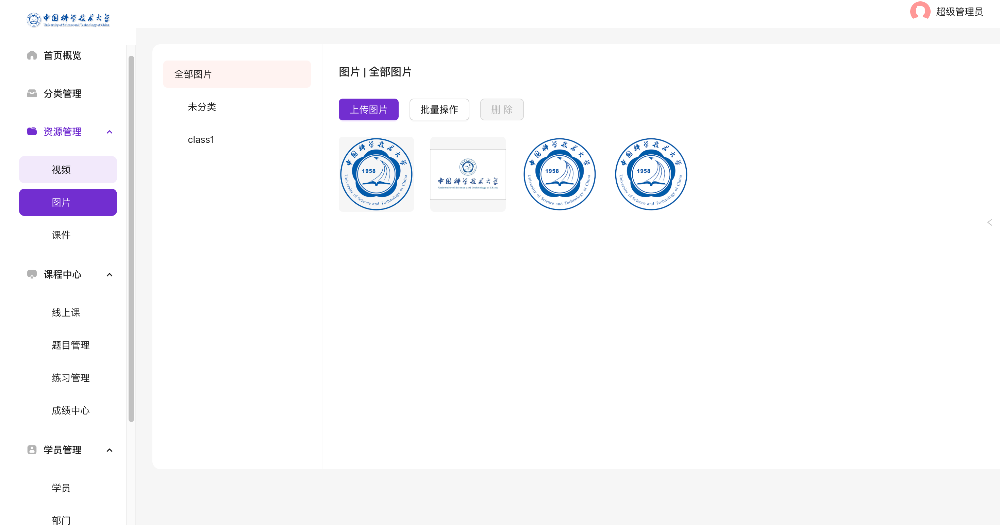 中国科学技术大学
University of Science and Technology of China
超级管理员
首页概览
分类管理
资源管理
视频
图片
课件
课程中心
线上课
题目管理
练习管理
成绩中心
学员管理
学员
部门
全部图片
未分类
class1
图片 | 全部图片
上传图片
批量操作
删 除
中国科学技术大学
1958
University of Science and Technology of China
中国科学技术大学
University of Science and Technology of China
中国科学技术大学
1958
University of Science and Technology of China
中国科学技术大学
1958
University of Science and Technology of China